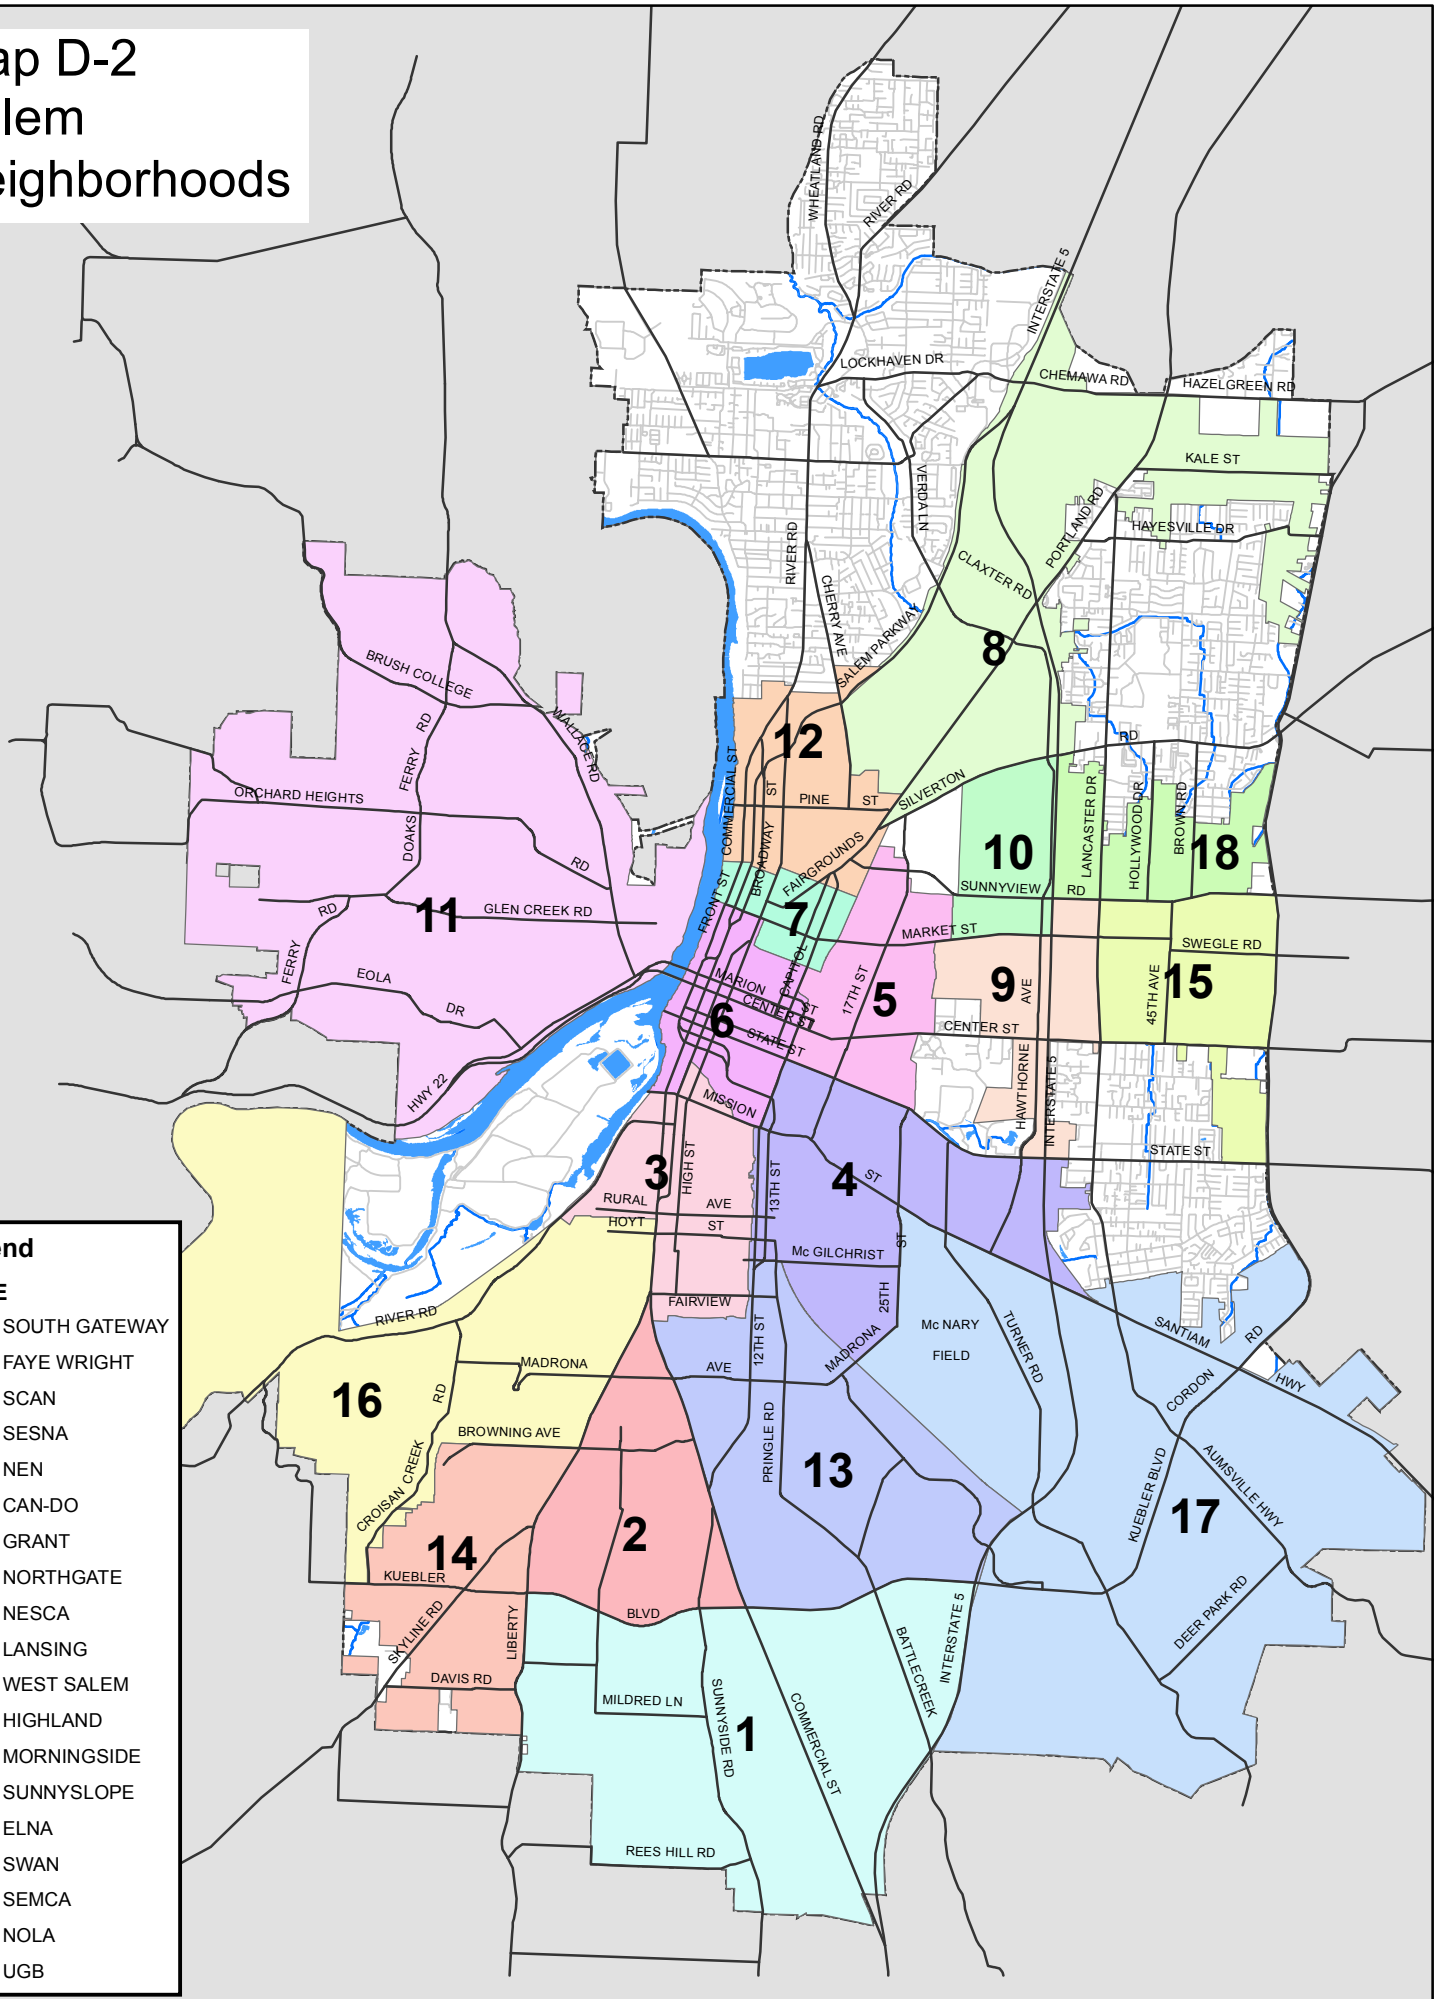 ap D-2
lem
eighborhoods
WHEATLAND RD
RIVER RD
INTERSTATE 5
LOCKHAVEN DR
CHEMAWA RD
HAZELGREEN RD
KALE ST
VERDA LN
PORTLAND RD
HAYESVILLE DR
RIVER RD
CHERRY AVE
CLAXTER RD
SALEM PARKWAY
8
BRUSH COLLEGE
FERRY RD
WALLACE RD
12
COMMERCIAL ST
RD
ORCHARD HEIGHTS
PINE ST
ST
SILVERTON
LANCASTER DR
HOLLYWOOD DR
BROWN RD
DOAKS
BROADWAY
FAIRGROUNDS
10
18
RD
SUNNYVIEW RD
FRONT ST
11
GLEN CREEK RD
RD
7
MARKET ST
SWEGLE RD
FERRY
EOLA
DR
MARION
CAPITOL
17TH ST
5
9
AVE
45TH AVE
15
CENTER ST
ST
6
STATE ST
CENTER ST
HWY 22
MISSION
HAWTHORNE
INTERSTATE 5
STATE ST
3
HIGH ST
13TH ST
4
ST
RURAL AVE
HOYT ST
Mc GILCHRIST
ST
FAIRVIEW
25TH
RIVER RD
12TH ST
Mc NARY
FIELD
TURNER RD
SANTIAM
RD
HWY
MADRONA AVE
MADRONA
CORDON
16
RD
BROWNING AVE
CROISAN CREEK
PRINGLE RD
13
KUEBLER BLVD
AUMSVILLE HWY
17
14
2
KUEBLER
BLVD
SKYLINE RD
LIBERTY
BATTLECREEK
INTERSTATE 5
DEER PARK RD
DAVIS RD
MILDRED LN
SUNNYSIDE RD
1
COMMERCIAL ST
REES HILL RD
end
E
SOUTH GATEWAY
FAYE WRIGHT
SCAN
SESNA
NEN
CAN-DO
GRANT
NORTHGATE
NESCA
LANSING
WEST SALEM
HIGHLAND
MORNINGSIDE
SUNNYSLOPE
ELNA
SWAN
SEMCA
NOLA
UGB